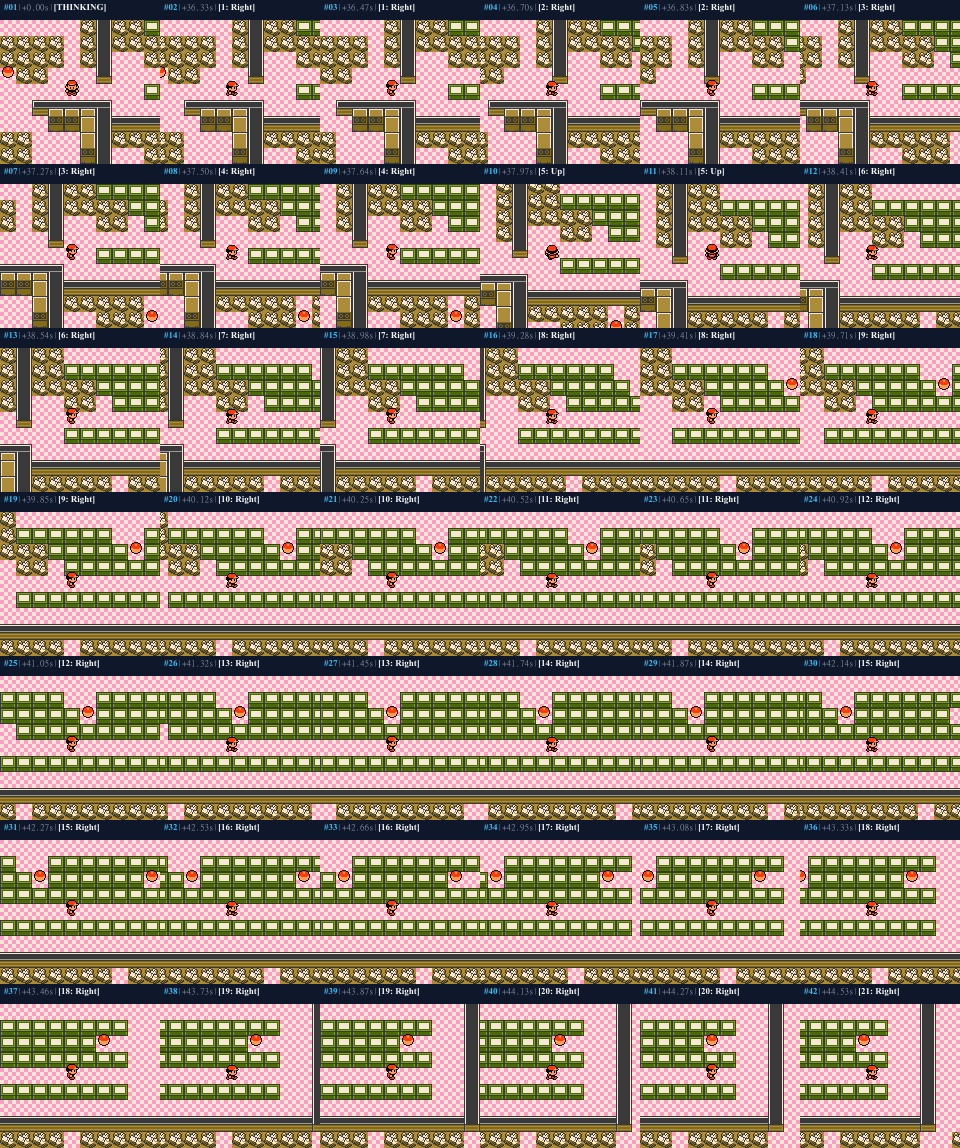 #01|+0.00s|[THINKING] #02|+36.33s|[1: Right] #03|+36.47s|[1: Right] #04|+36.70s|[2: Right] #05|+36.83s|[2: Right] #06|+37.13s|[3: Right]
#07|+37.27s|[3: Right] #08|+37.50s|[4: Right] #09|+37.64s|[4: Right] #10|+37.97s|[5: Up] #11|+38.11s|[5: Up] #12|+38.41s|[6: Right]
#13|+38.54s|[6: Right] #14|+38.84s|[7: Right] #15|+38.98s|[7: Right] #16|+39.28s|[8: Right] #17|+39.41s|[8: Right] #18|+39.71s|[9: Right]
#19|+39.85s|[9: Right] #20|+40.12s|[10: Right] #21|+40.25s|[10: Right] #22|+40.52s|[11: Right] #23|+40.65s|[11: Right] #24|+40.92s|[12: Right]
#25|+41.05s|[12: Right] #26|+41.32s|[13: Right] #27|+41.45s|[13: Right] #28|+41.74s|[14: Right] #29|+41.87s|[14: Right] #30|+42.14s|[15: Right]
#31|+42.27s|[15: Right] #32|+42.53s|[16: Right] #33|+42.66s|[16: Right] #34|+42.95s|[17: Right] #35|+43.08s|[17: Right] #36|+43.33s|[18: Right]
#37|+43.46s|[18: Right] #38|+43.73s|[19: Right] #39|+43.87s|[19: Right] #40|+44.13s|[20: Right] #41|+44.27s|[20: Right] #42|+44.53s|[21: Right]